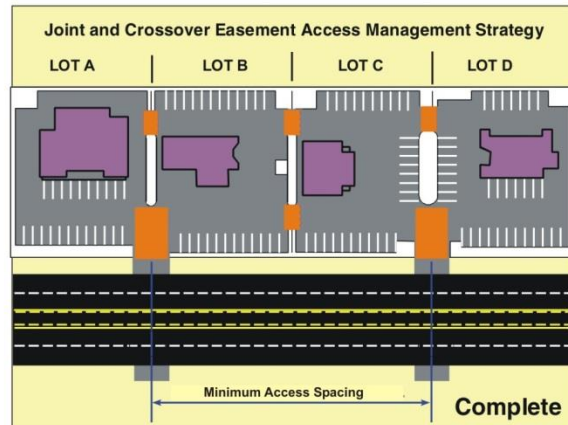 Joint and Crossover Easement Access Management Strategy
LOT A LOT B LOT C LOT D
Minimum Access Spacing
Complete